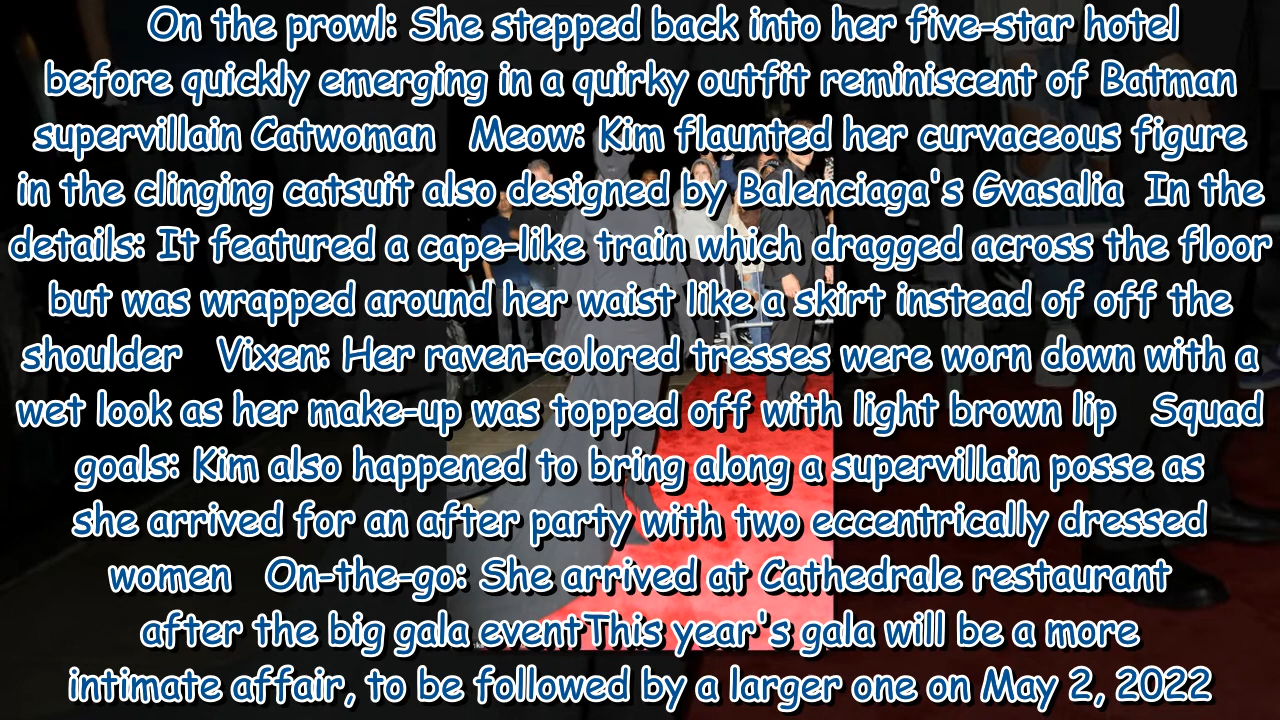 On the prowl: She stepped back into her five-star hotel
before quickly emerging in a quirky outfit reminiscent of Batman
supervillain Catwoman Meow: Kim flaunted her curvaceous figure
in the clinging catsuit also designed by Balenciaga's Gvasalia In the
details: It featured a cape-like train which dragged across the floor
but was wrapped around her waist like a skirt instead of off the
shoulder Vixen: Her raven-colored tresses were worn down with a
wet look as her make-up was topped off with light brown lip Squad
goals: Kim also happened to bring along a supervillain posse as
she arrived for an after party with two eccentrically dressed
women On-the-go: She arrived at Cathedrale restaurant
after the big gala eventThis year's gala will be a more
intimate affair, to be followed by a larger one on May 2, 2022